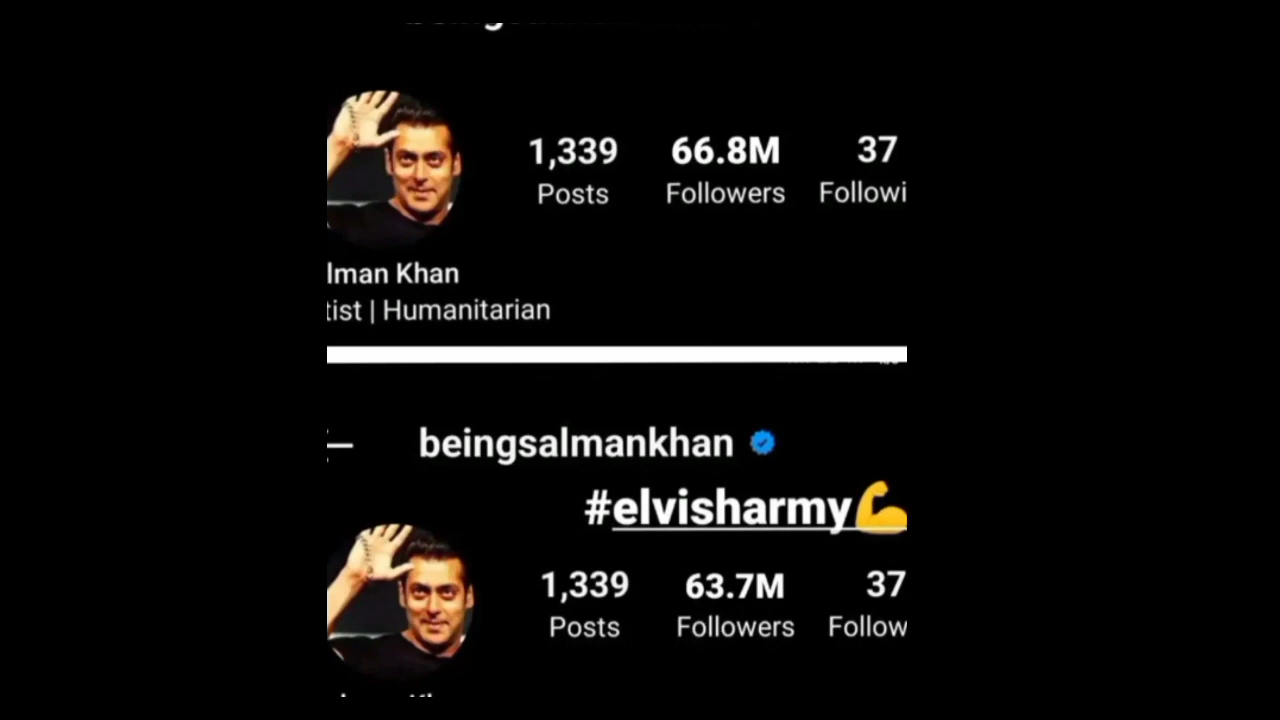 1,339 66.8M 37
Posts Followers Followi
lman Khan
tist | Humanitarian
beingsalmankhan
#elvisharmy💪
1,339 63.7M 37
Posts Followers Follow